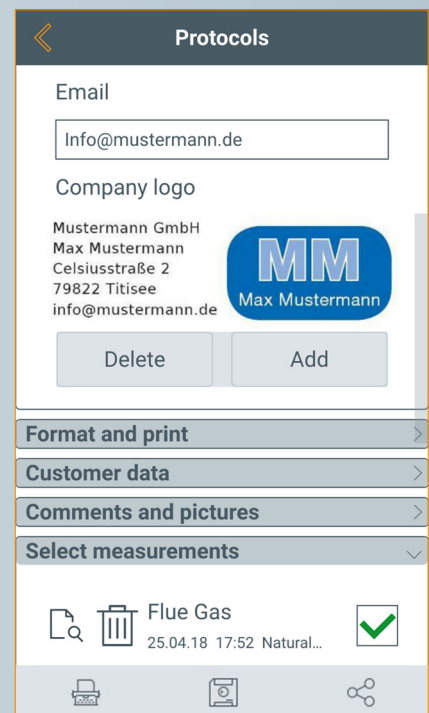 Protocols
Email
Info@mustermann.de
Company logo
Mustermann GmbH
Max Mustermann
Celsiusstraße 2
79822 Titisee
info@mustermann.de
MM
Max Mustermann
Delete
Add
Format and print
Customer data
Comments and pictures
Select measurements
Flue Gas
25.04.18 17:52 Natural...